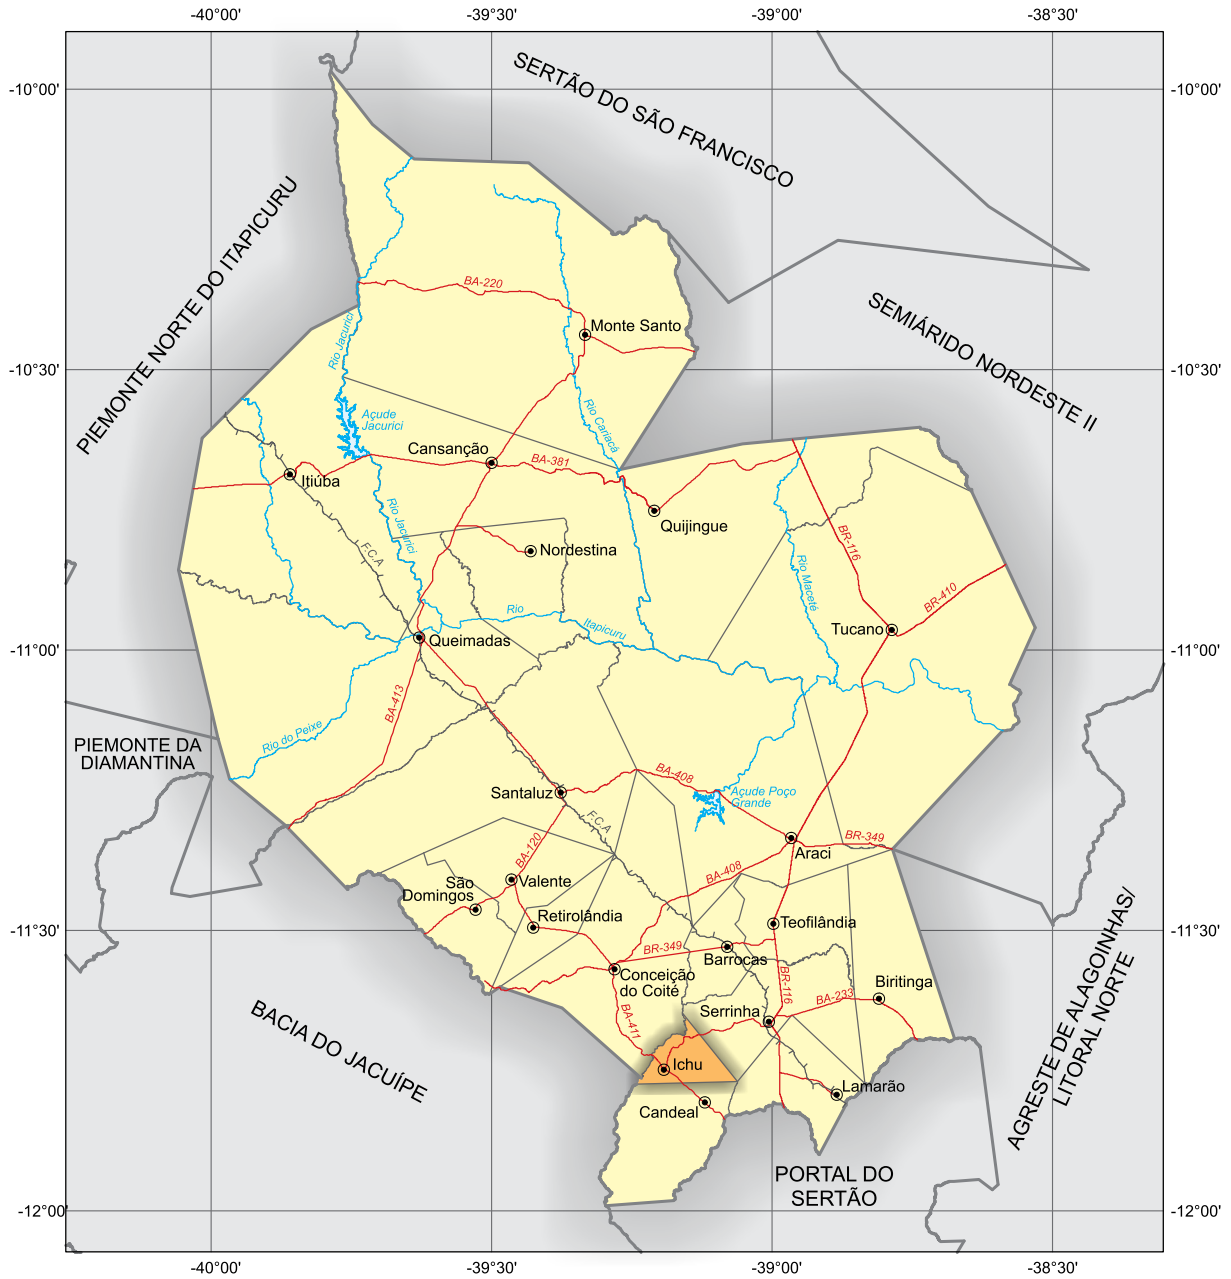 -40°00'
-39°30'
-39°00'
-38°30'
-10°00'
-10°00'
SERTÃO DO SÃO FRANCISCO
PIEMONTE NORTE DO ITAPICURU
SEMIÁRIDO NORDESTE II
BA-220
Monte Santo
Rio Jacurici
-10°30'
-10°30'
Açude
Jacurici
Rio Cariacá
Cansanção
BA-381
Itiúba
Quijingue
Rio Jacurici
F.C.A
Nordestina
BR-116
Rio Maceté
BR-410
Rio
Itapicuru
Tucano
Queimadas
-11°00'
-11°00'
BA-413
Rio do Peixe
PIEMONTE DA
DIAMANTINA
BA-408
Santaluz
Açude Poço
Grande
F.C.A
BR-349
BA-120
Araci
BA-408
São
Domingos
Valente
Retirolândia
Teofilândia
-11°30'
-11°30'
BR-349
Barrocas
Conceição
do Coité
BR-116
Biritinga
BA-233
Serrinha
BA-411
AGRESTE DE ALAGOINHAS/
LITORAL NORTE
BACIA DO JACUÍPE
Ichu
Lamarão
Candeal
PORTAL DO
SERTÃO
-12°00'
-12°00'
-40°00'
-39°30'
-39°00'
-38°30'